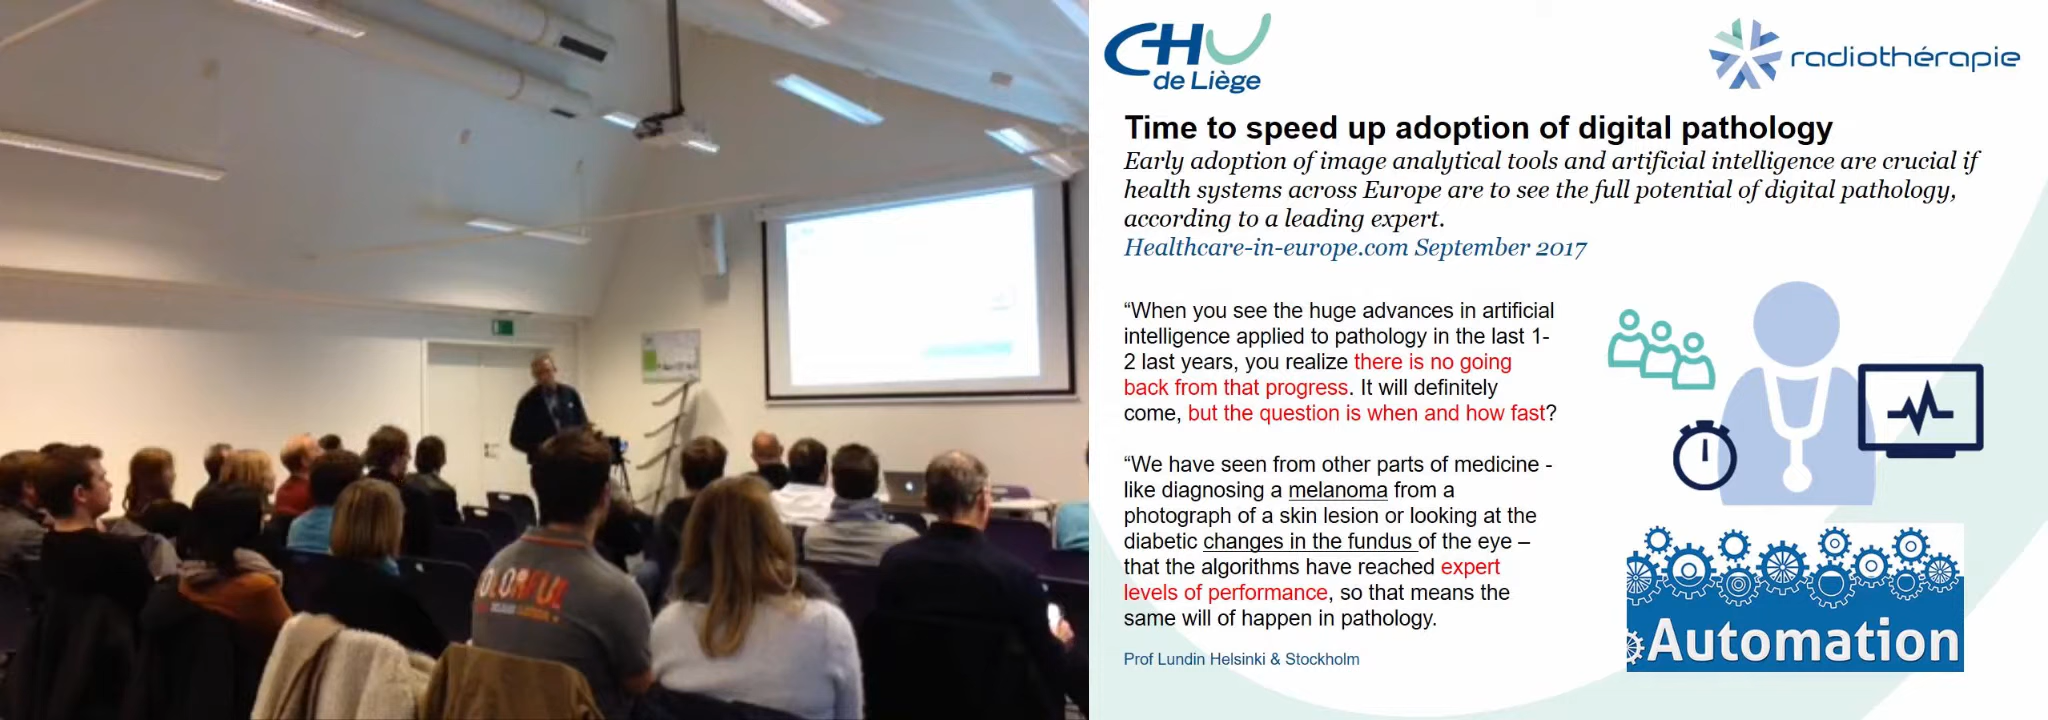 COLORFUL
CHU
de Liège
radiothérapie
Time to speed up adoption of digital pathology
Early adoption of image analytical tools and artificial intelligence are crucial if
health systems across Europe are to see the full potential of digital pathology,
according to a leading expert.
Healthcare-in-europe.com September 2017
“When you see the huge advances in artificial
intelligence applied to pathology in the last 1-
2 last years, you realize there is no going
back from that progress. It will definitely
come, but the question is when and how fast?
“We have seen from other parts of medicine -
like diagnosing a melanoma from a
photograph of a skin lesion or looking at the
diabetic changes in the fundus of the eye –
that the algorithms have reached expert
levels of performance, so that means the
same will of happen in pathology.
Prof Lundin Helsinki & Stockholm
Automation